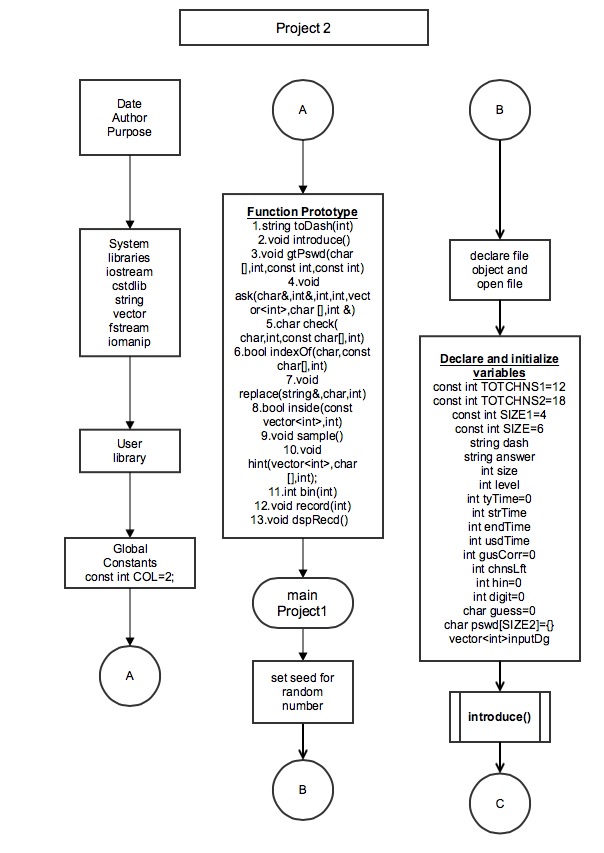 Project 2
Date
Author
Purpose
System
libraries
iostream
cstdlib
string
vector
fstream
iomanip
User
library
Global
Constants
const int COL=2;
A
A
Function Prototype
1.string toDash(int)
2.void introduce()
3.void gtPswd(char
[],int,const int,const int)
4.void
ask(char&,int&,int,int,vect
or<int>,char [],int &)
5.char check(
char,int,const char[],int)
6.bool indexOf(char,const
char[],int)
7.void
replace(string&,char,int)
8.bool inside(const
vector<int>,int)
9.void sample()
10.void
hint(vector<int>,char
[],int);
11.int bin(int)
12.void record(int)
13.void dspRecd()
main
Project1
set seed for
random
number
B
B
declare file
object and
open file
Declare and initialize
variables
const int TOTCHNS1=12
const int TOTCHNS2=18
const int SIZE1=4
const int SIZE=6
string dash
string answer
int size
int level
int tyTime=0
int strTime
int endTime
int usdTime
int gusCorr=0
int chnsLft
int hin=0
int digit=0
char guess=0
char pswd[SIZE2]={}
vector<int>inputDg
introduce()
C